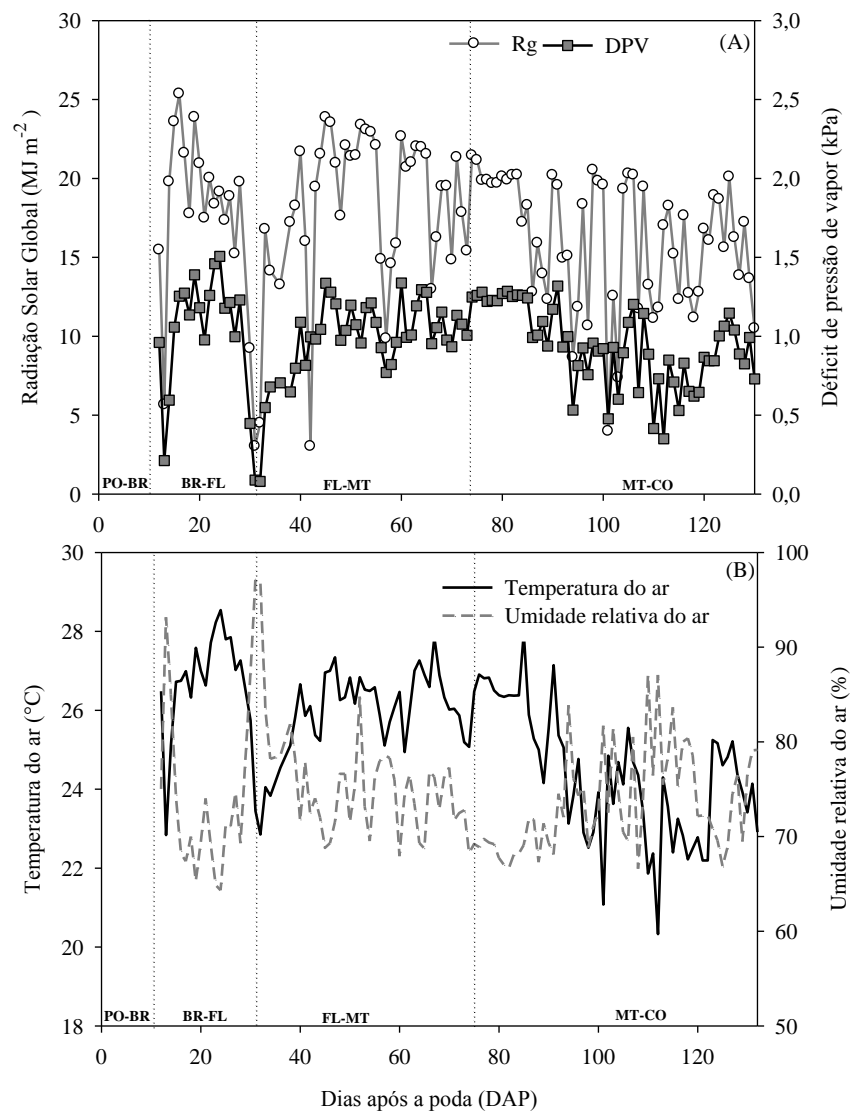 30
25
20
15
10
5
0
3,0
2,5
2,0
1,5
1,0
0,5
0,0
Radiação Solar Global (MJ m⁻²)
Déficit de pressão de vapor (kPa)
(A)
Rg
DPV
PO-BR
BR-FL
FL-MT
MT-CO
0
20
40
60
80
100
120
30
28
26
24
22
20
18
100
90
80
70
60
50
Temperatura do ar (°C)
Umidade relativa do ar (%)
(B)
Temperatura do ar
Umidade relativa do ar
PO-BR
BR-FL
FL-MT
MT-CO
0
20
40
60
80
100
120
Dias após a poda (DAP)